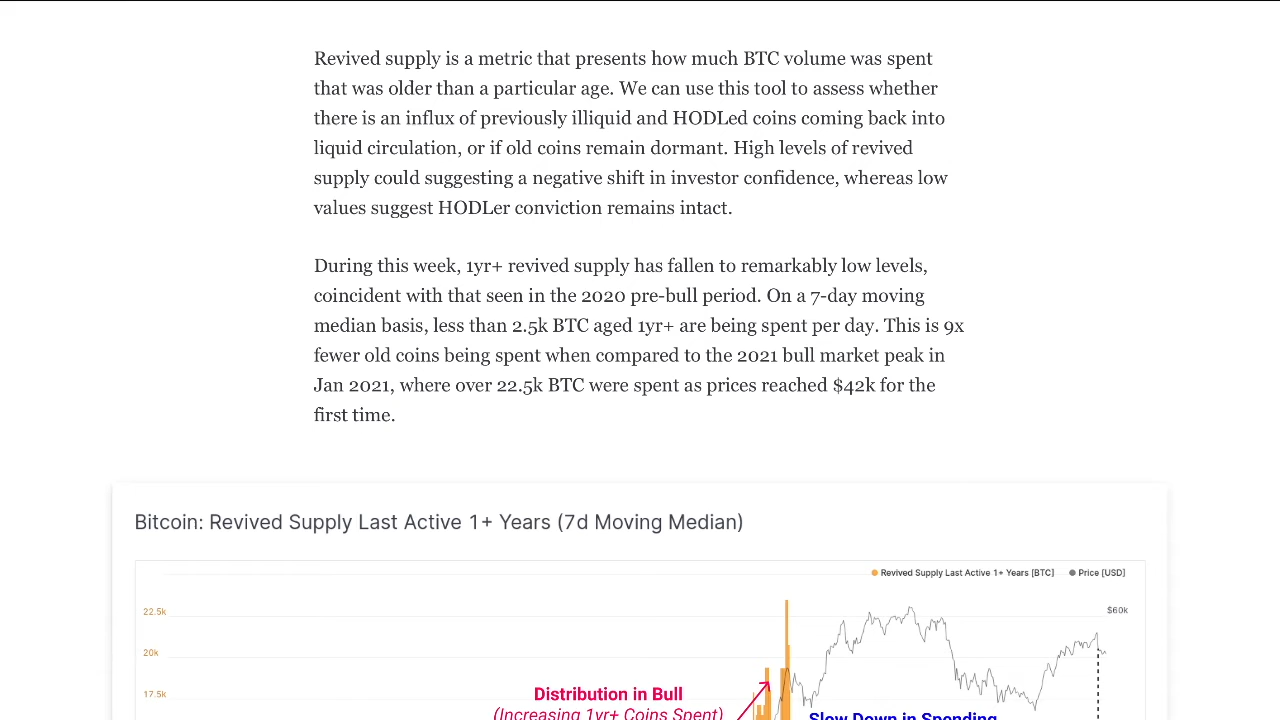 Revived supply is a metric that presents how much BTC volume was spent
that was older than a particular age. We can use this tool to assess whether
there is an influx of previously illiquid and HODLed coins coming back into
liquid circulation, or if old coins remain dormant. High levels of revived
supply could suggesting a negative shift in investor confidence, whereas low
values suggest HODLer conviction remains intact.
During this week, 1yr+ revived supply has fallen to remarkably low levels,
coincident with that seen in the 2020 pre-bull period. On a 7-day moving
median basis, less than 2.5k BTC aged 1yr+ are being spent per day. This is 9x
fewer old coins being spent when compared to the 2021 bull market peak in
Jan 2021, where over 22.5k BTC were spent as prices reached $42k for the
first time.
Bitcoin: Revived Supply Last Active 1+ Years (7d Moving Median)
Revived Supply Last Active 1+ Years [BTC] Price [USD]
22.5k
$60k
20k
17.5k
Distribution in Bull
(Increasing 1yr+ Coins Spent)
Slow Down in Spending